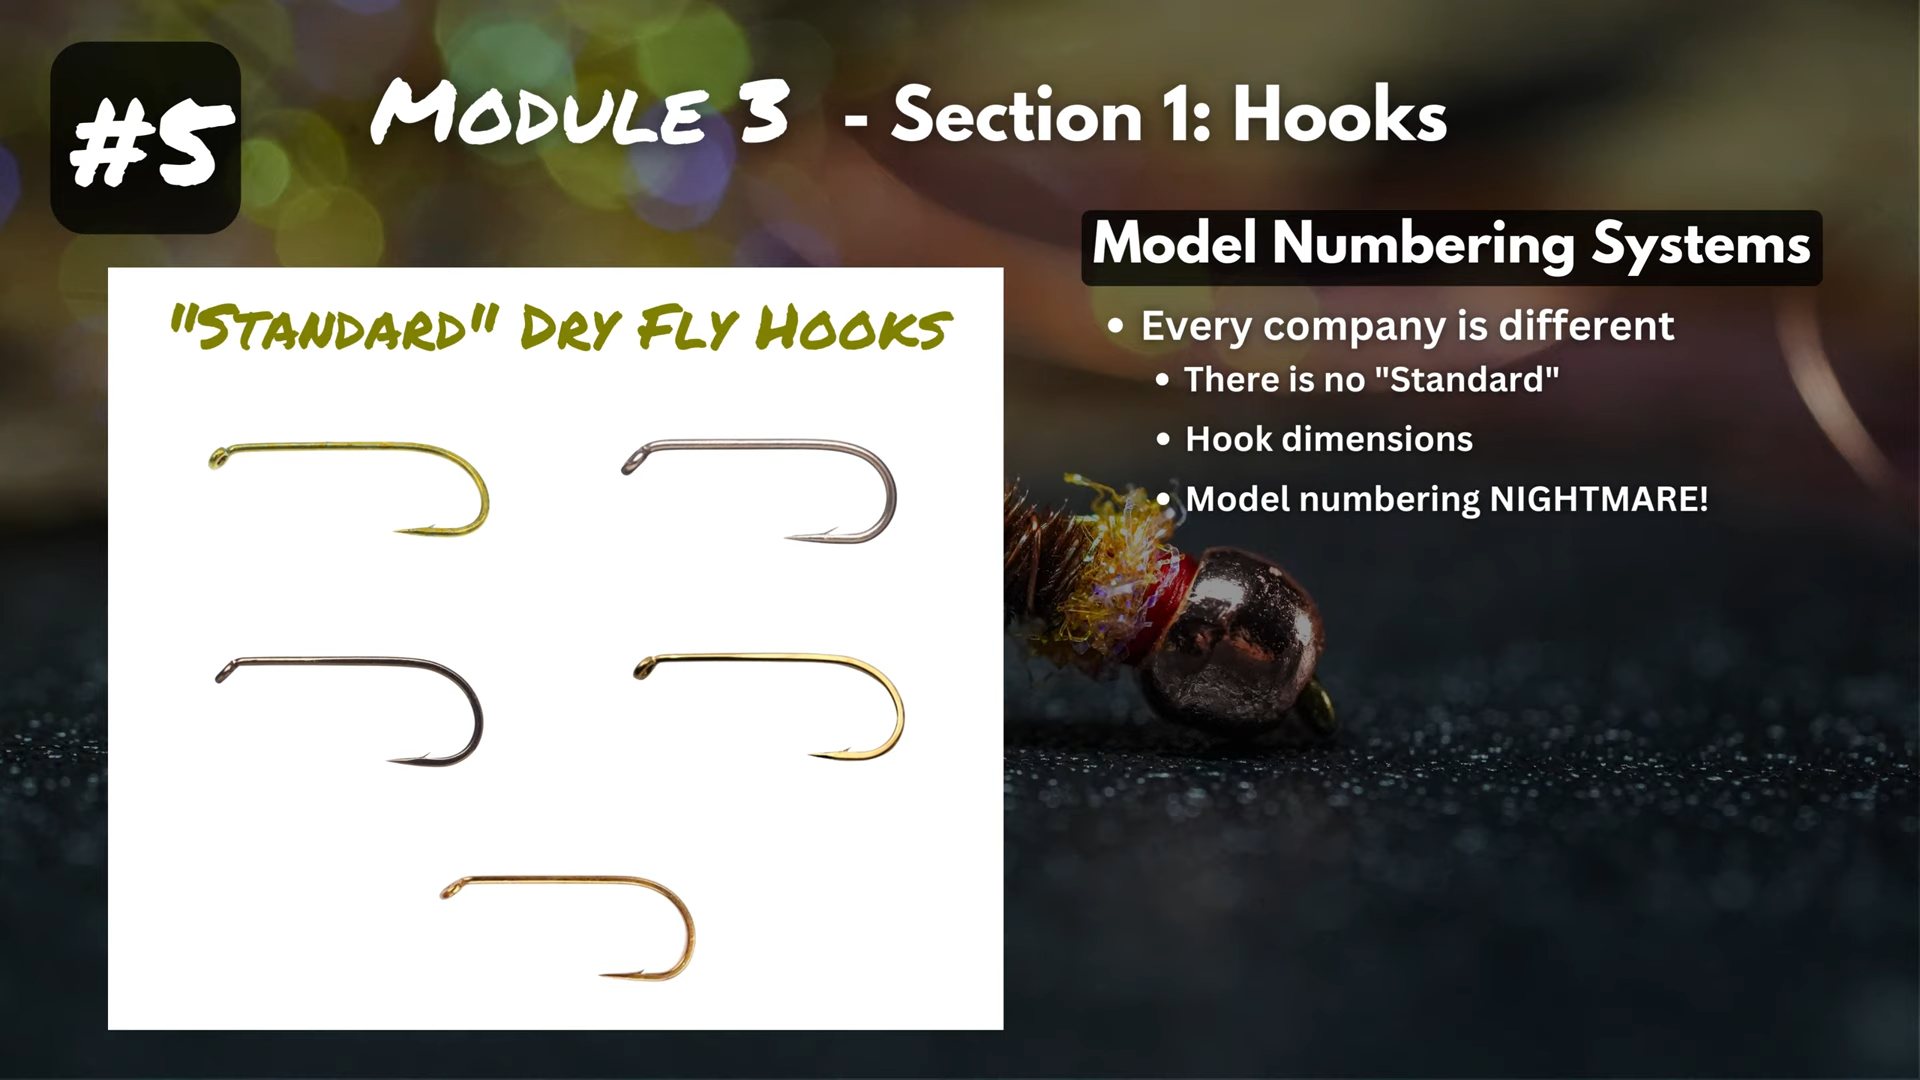 #5
Module 3 - Section 1: Hooks
"Standard" Dry Fly Hooks
Model Numbering Systems
• Every company is different
• There is no "Standard"
• Hook dimensions
• Model numbering NIGHTMARE!